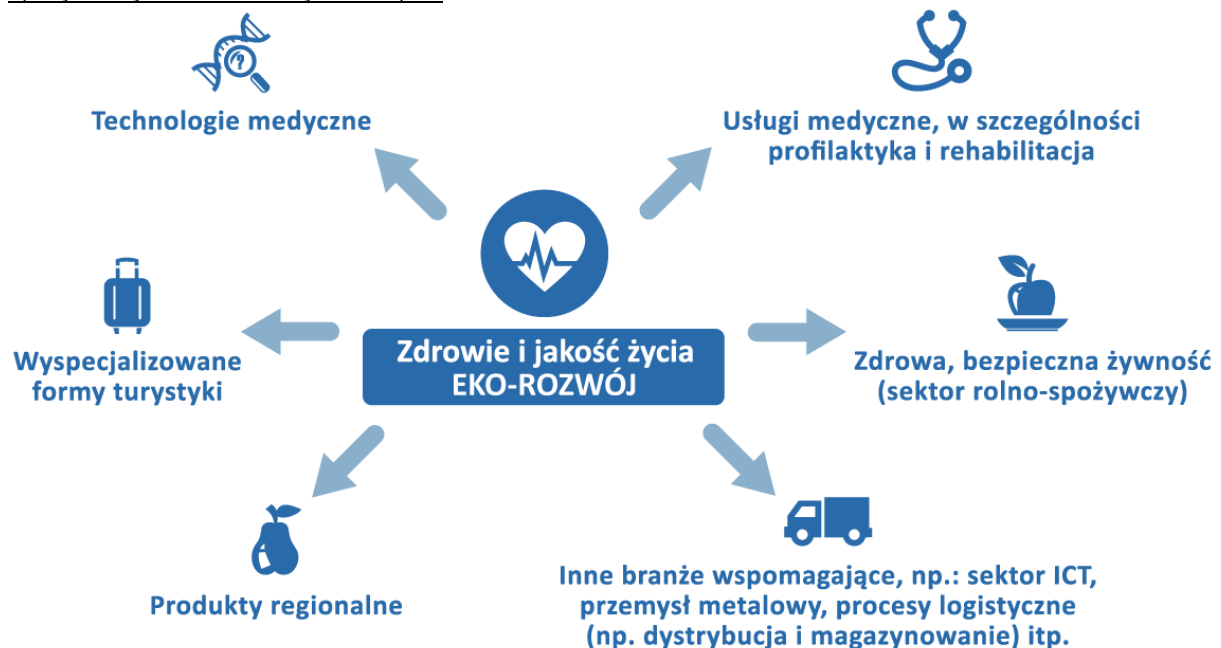 Technologie medyczne
Usługi medyczne, w szczególności
profilaktyka i rehabilitacja
Wyspecjalizowane
formy turystyki
Zdrowie i jakość życia
EKO-ROZWÓJ
Zdrowa, bezpieczna żywność
(sektor rolno-spożywczy)
Produkty regionalne
Inne branże wspomagające, np.: sektor ICT,
przemysł metalowy, procesy logistyczne
(np. dystrybucja i magazynowanie) itp.